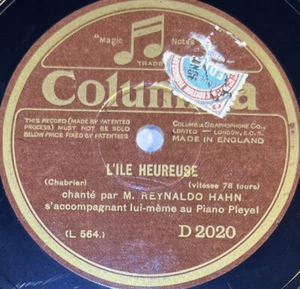 "Magic Notes"
TRADE
Columbia
THIS RECORD (MADE BY PATENTED
PROCESS) MUST NOT BE SOLD
BELOW PRICE FIXED BY PATENTEES
COLUMBIA GRAPHOPHONE CO.,
LIMITED — LONDON, E.C. 1.
MADE IN ENGLAND
L'ILE HEUREUSE
(Chabrier) (vitesse 78 tours)
chanté par M. REYNALDO HAHN
s'accompagnant lui-même au Piano Pleyel
(L 564.) D 2020